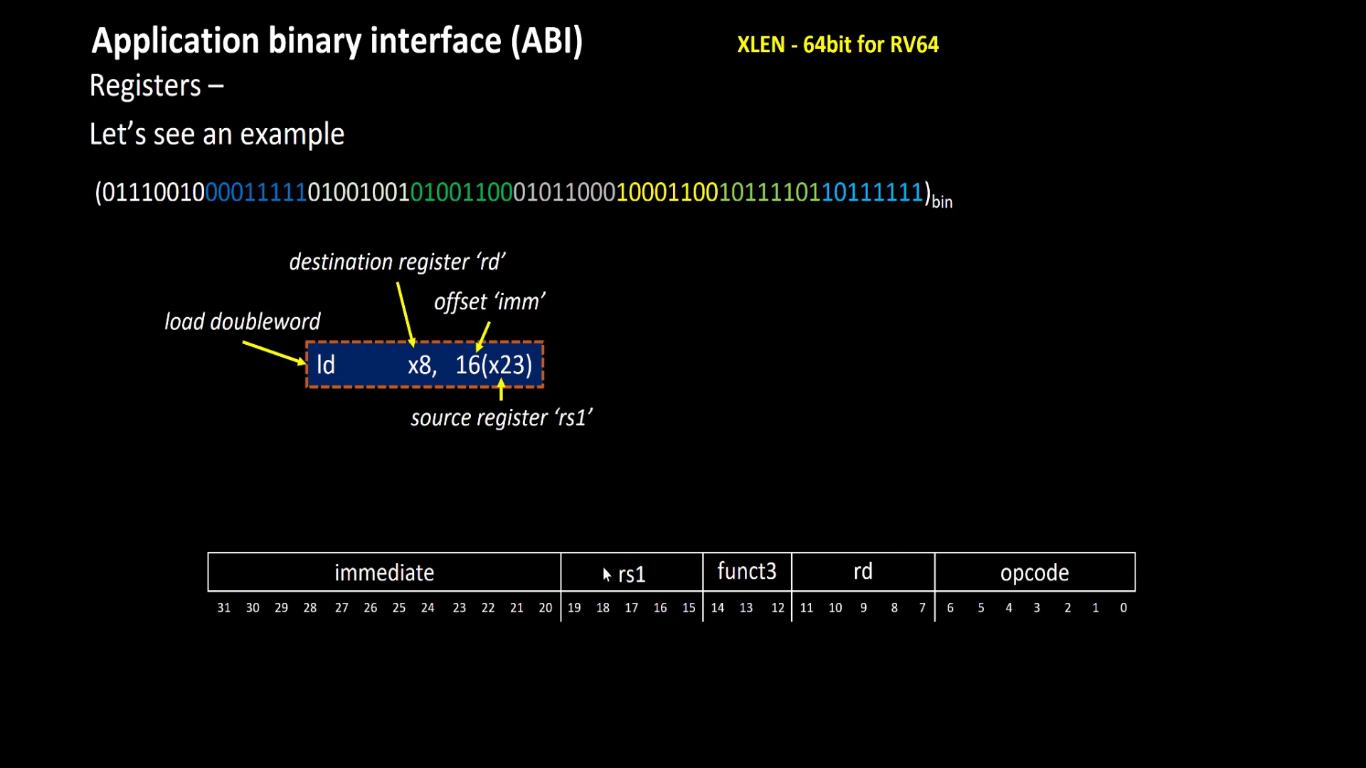 Application binary interface (ABI)
XLEN - 64bit for RV64
Registers –
Let's see an example
(0111001000011111010010010100110001011000100011001011110110111111)bin
destination register 'rd'
offset 'imm'
load doubleword
ld x8, 16(x23)
source register 'rs1'
immediate rs1 funct3 rd opcode
31 30 29 28 27 26 25 24 23 22 21 20 19 18 17 16 15 14 13 12 11 10 9 8 7 6 5 4 3 2 1 0